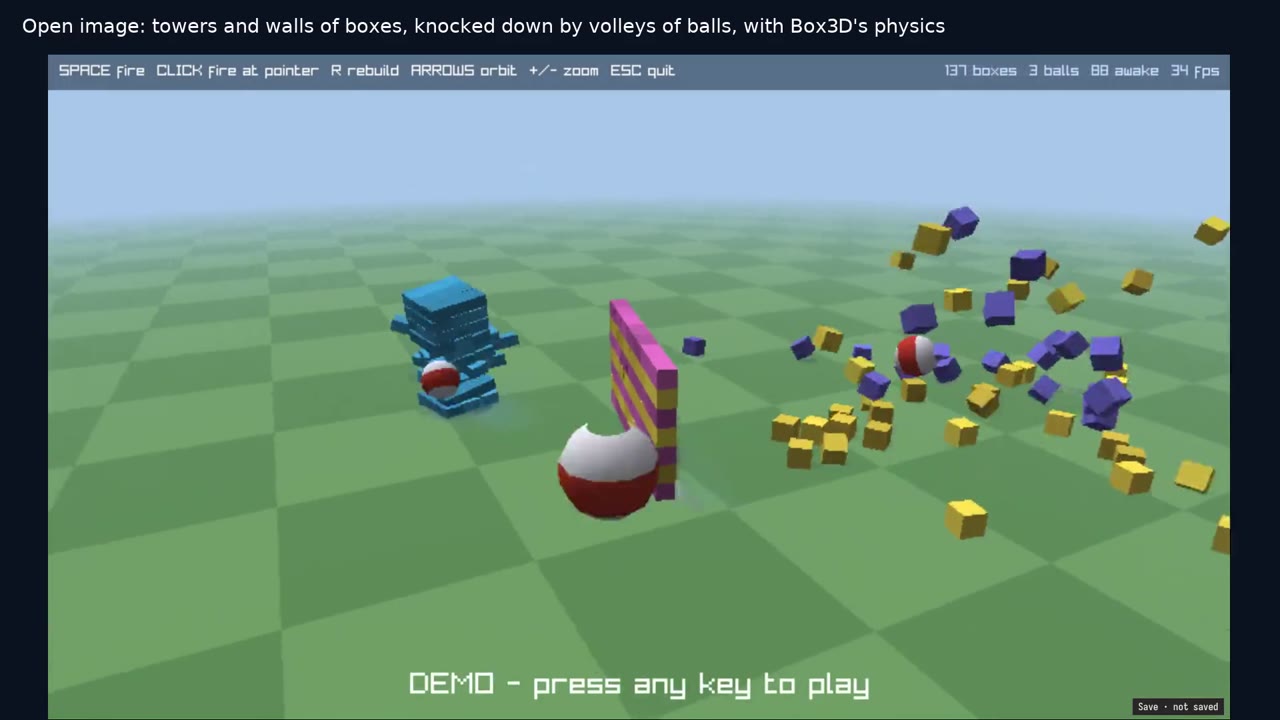 Open image: towers and walls of boxes, knocked down by volleys of balls, with Box3D's physics
SPACE fire  CLICK fire at pointer  R rebuild  ARROWS orbit  +/- zoom  ESC quit
137 boxes  3 balls  88 awake  34 fps
DEMO - press any key to play
Save · not saved